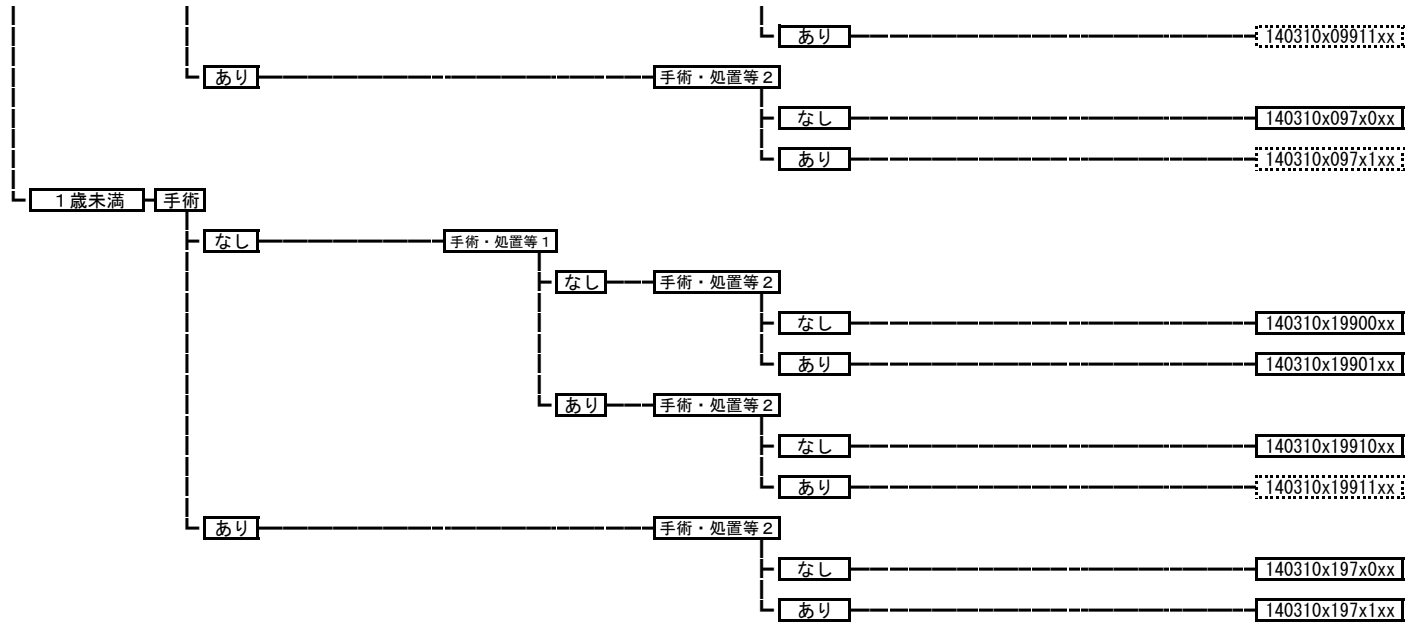 あり 140310x09911xx
あり 手術・処置等２
なし 140310x097x0xx
あり 140310x097x1xx
１歳未満 手術
なし 手術・処置等１
なし 手術・処置等２
なし 140310x19900xx
あり 140310x19901xx
あり 手術・処置等２
なし 140310x19910xx
あり 140310x19911xx
あり 手術・処置等２
なし 140310x197x0xx
あり 140310x197x1xx